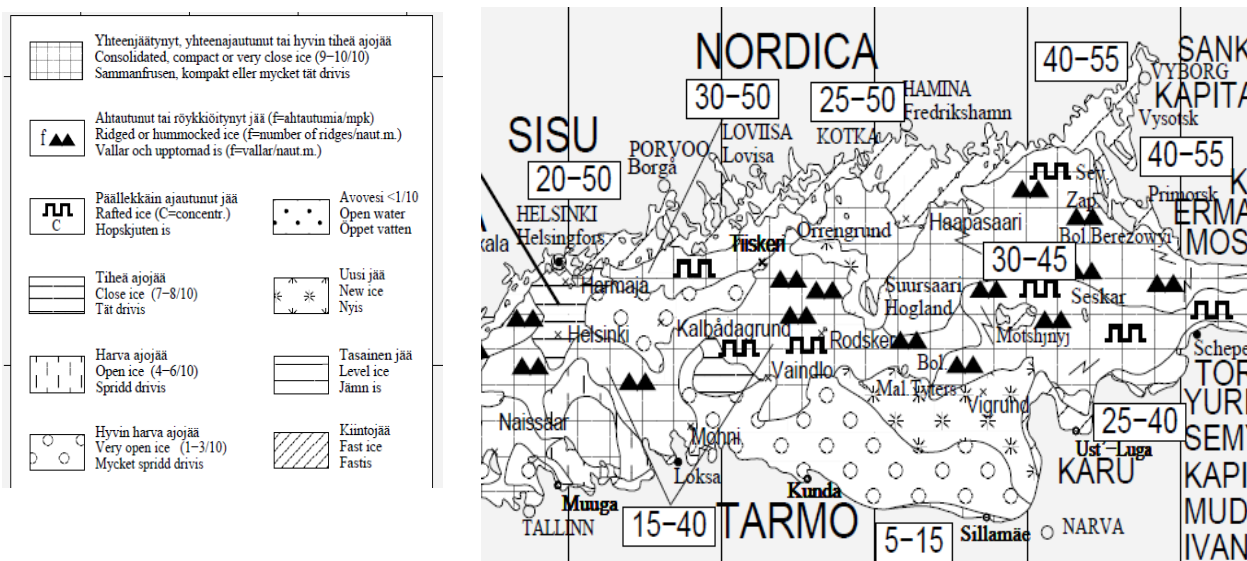 Yhteenjäätynyt, yhteenajautunut tai hyvin tiheä ajojää
Consolidated, compact or very close ice (9−10/10)
Sammanfrusen, kompakt eller mycket tät drivis
Ahtautunut tai röykkiöitynyt jää (f=ahtautumia/mpk)
Ridged or hummocked ice (f=number of ridges/naut.m.)
Vallar och upptornad is (f=vallar/naut.m.)
f
Päällekkäin ajautunut jää
Rafted ice (C=concentr.)
Hopskjuten is
C
Avovesi <1/10
Open water
Öppet vatten
Tiheä ajojää
Close ice (7−8/10)
Tät drivis
Uusi jää
New ice
Nyis
Harva ajojää
Open ice (4−6/10)
Spridd drivis
Tasainen jää
Level ice
Jämn is
Hyvin harva ajojää
Very open ice (1−3/10)
Mycket spridd drivis
Kiintojää
Fast ice
Fastis
NORDICA
40−55
SANK
VYBORG
KAPITA
30−50
25−50
HAMINA
Fredrikshamn
Vysotsk
SISU
LOVIISA
Lovisa
KOTKA
PORVOO
Borgå
40−55
20−50
Sev.
K
Zap.
Primorsk
ERMA
HELSINKI
Helsingfors
Haapasaari
Orrengrund
Bol.Berezowyi
MOS
kala
Tiiskeri
30−45
Harmaja
Suursaari
Hogland
Seskar
Helsinki
Kalbådagrund
Rodsker
Motshjnyj
Schepe
Vaindlo
Bol.
TOR
Mal.Tyters
Vigrund
YURI
Naissaar
25−40
Mohni
Ust´−Luga
SEMY
Loksa
KARU
KAPI
Muuga
Kunda
MUD
TALLINN
15−40
TARMO
5−15
Sillamäe
NARVA
IVAN